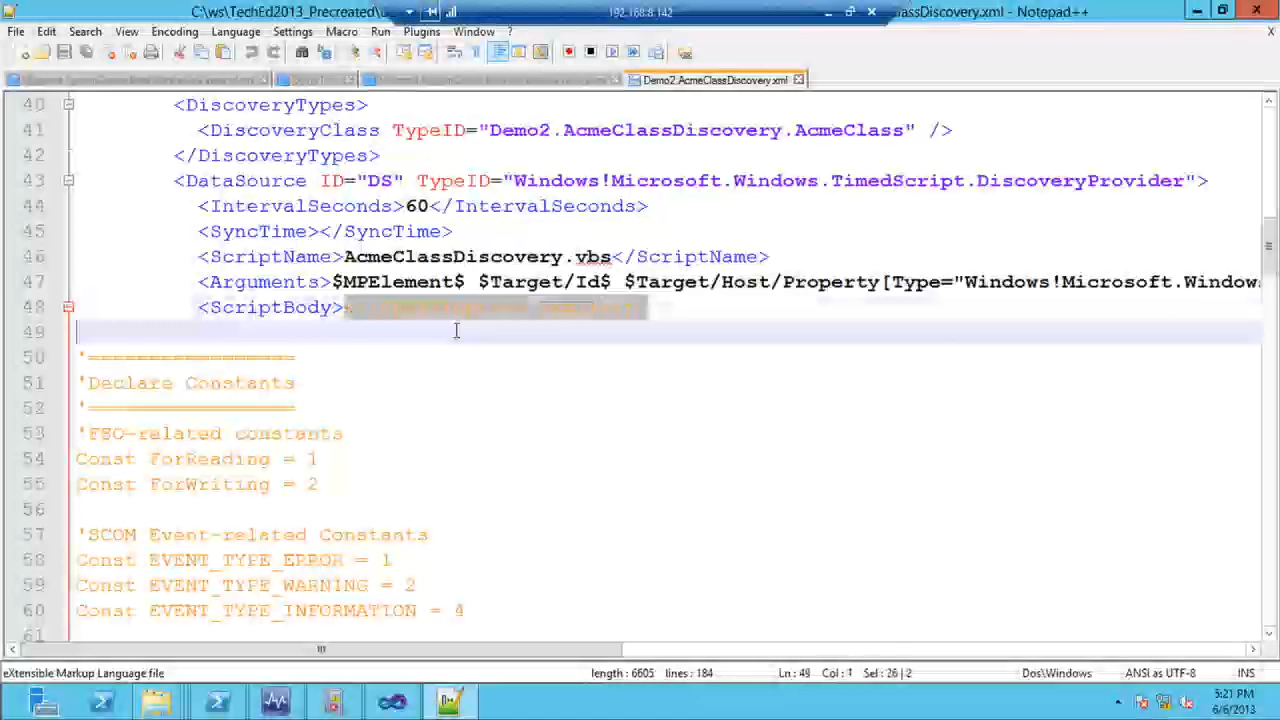 C:\ws\TechEd2013_Precreated\
192.168.8.142
assDiscovery.xml - Notepad++
File Edit Search View Encoding Language Settings Macro Run Plugins Window ?
X
Demo2.AcmeClassDiscovery.xml
40 <DiscoveryTypes>
41 <DiscoveryClass TypeID="Demo2.AcmeClassDiscovery.AcmeClass" />
42 </DiscoveryTypes>
43 <DataSource ID="DS" TypeID="Windows!Microsoft.Windows.TimedScript.DiscoveryProvider">
44 <IntervalSeconds>60</IntervalSeconds>
45 <SyncTime></SyncTime>
46 <ScriptName>AcmeClassDiscovery.vbs</ScriptName>
47 <Arguments>$MPElement$ $Target/Id$ $Target/Host/Property[Type="Windows!Microsoft.Windows
48 <ScriptBody>
49
50 '=================
51 'Declare Constants
52 '=================
53 'FSO-related constants
54 Const ForReading = 1
55 Const ForWriting = 2
56
57 'SCOM Event-related Constants
58 Const EVENT_TYPE_ERROR = 1
59 Const EVENT_TYPE_WARNING = 2
60 Const EVENT_TYPE_INFORMATION = 4
61
eXtensible Markup Language file length : 6605 lines : 184 Ln : 49 Col : 1 Sel : 26 | 2 Dos\Windows ANSI as UTF-8 INS
5:21 PM
6/6/2013